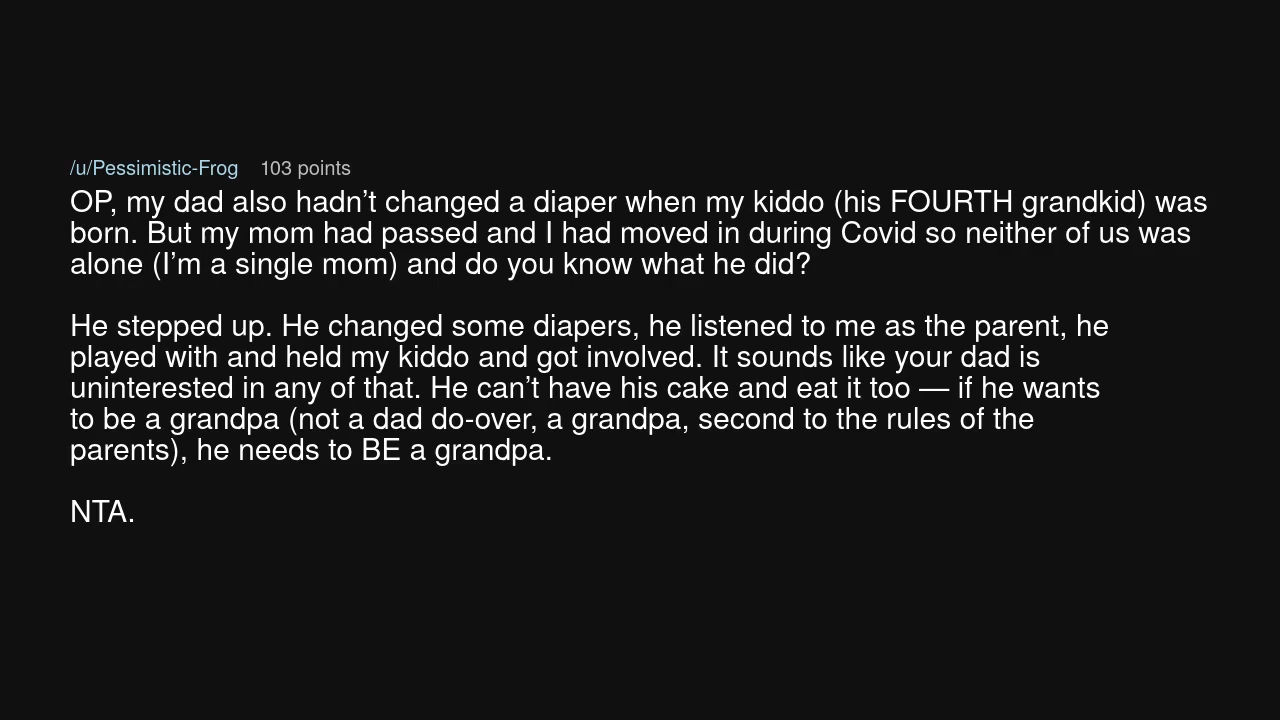 /u/Pessimistic-Frog 103 points
OP, my dad also hadn’t changed a diaper when my kiddo (his FOURTH grandkid) was
born. But my mom had passed and I had moved in during Covid so neither of us was
alone (I’m a single mom) and do you know what he did?
He stepped up. He changed some diapers, he listened to me as the parent, he
played with and held my kiddo and got involved. It sounds like your dad is
uninterested in any of that. He can’t have his cake and eat it too — if he wants
to be a grandpa (not a dad do-over, a grandpa, second to the rules of the
parents), he needs to BE a grandpa.
NTA.